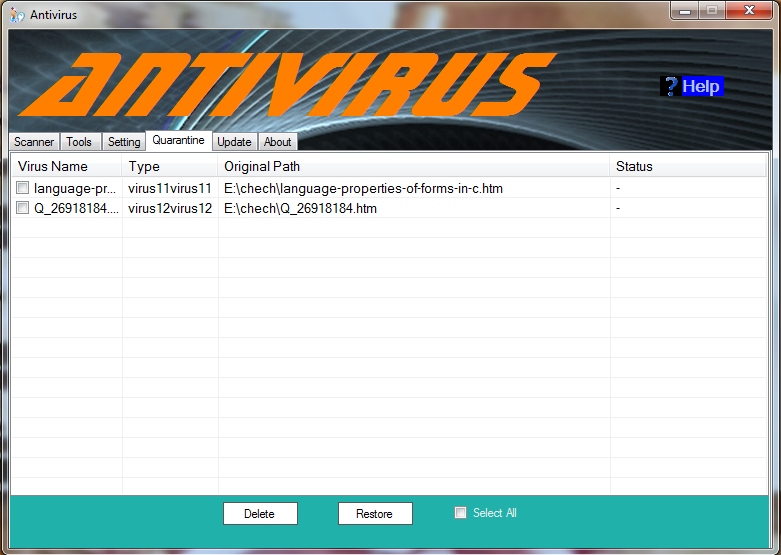 Antivirus
ANTIVIRUS
? Help
Scanner Tools Setting Quarantine Update About
Virus Name Type Original Path Status
language-pr... virus11virus11 E:\chech\language-properties-of-forms-in-c.htm -
Q_26918184.... virus12virus12 E:\chech\Q_26918184.htm -
Delete Restore Select All